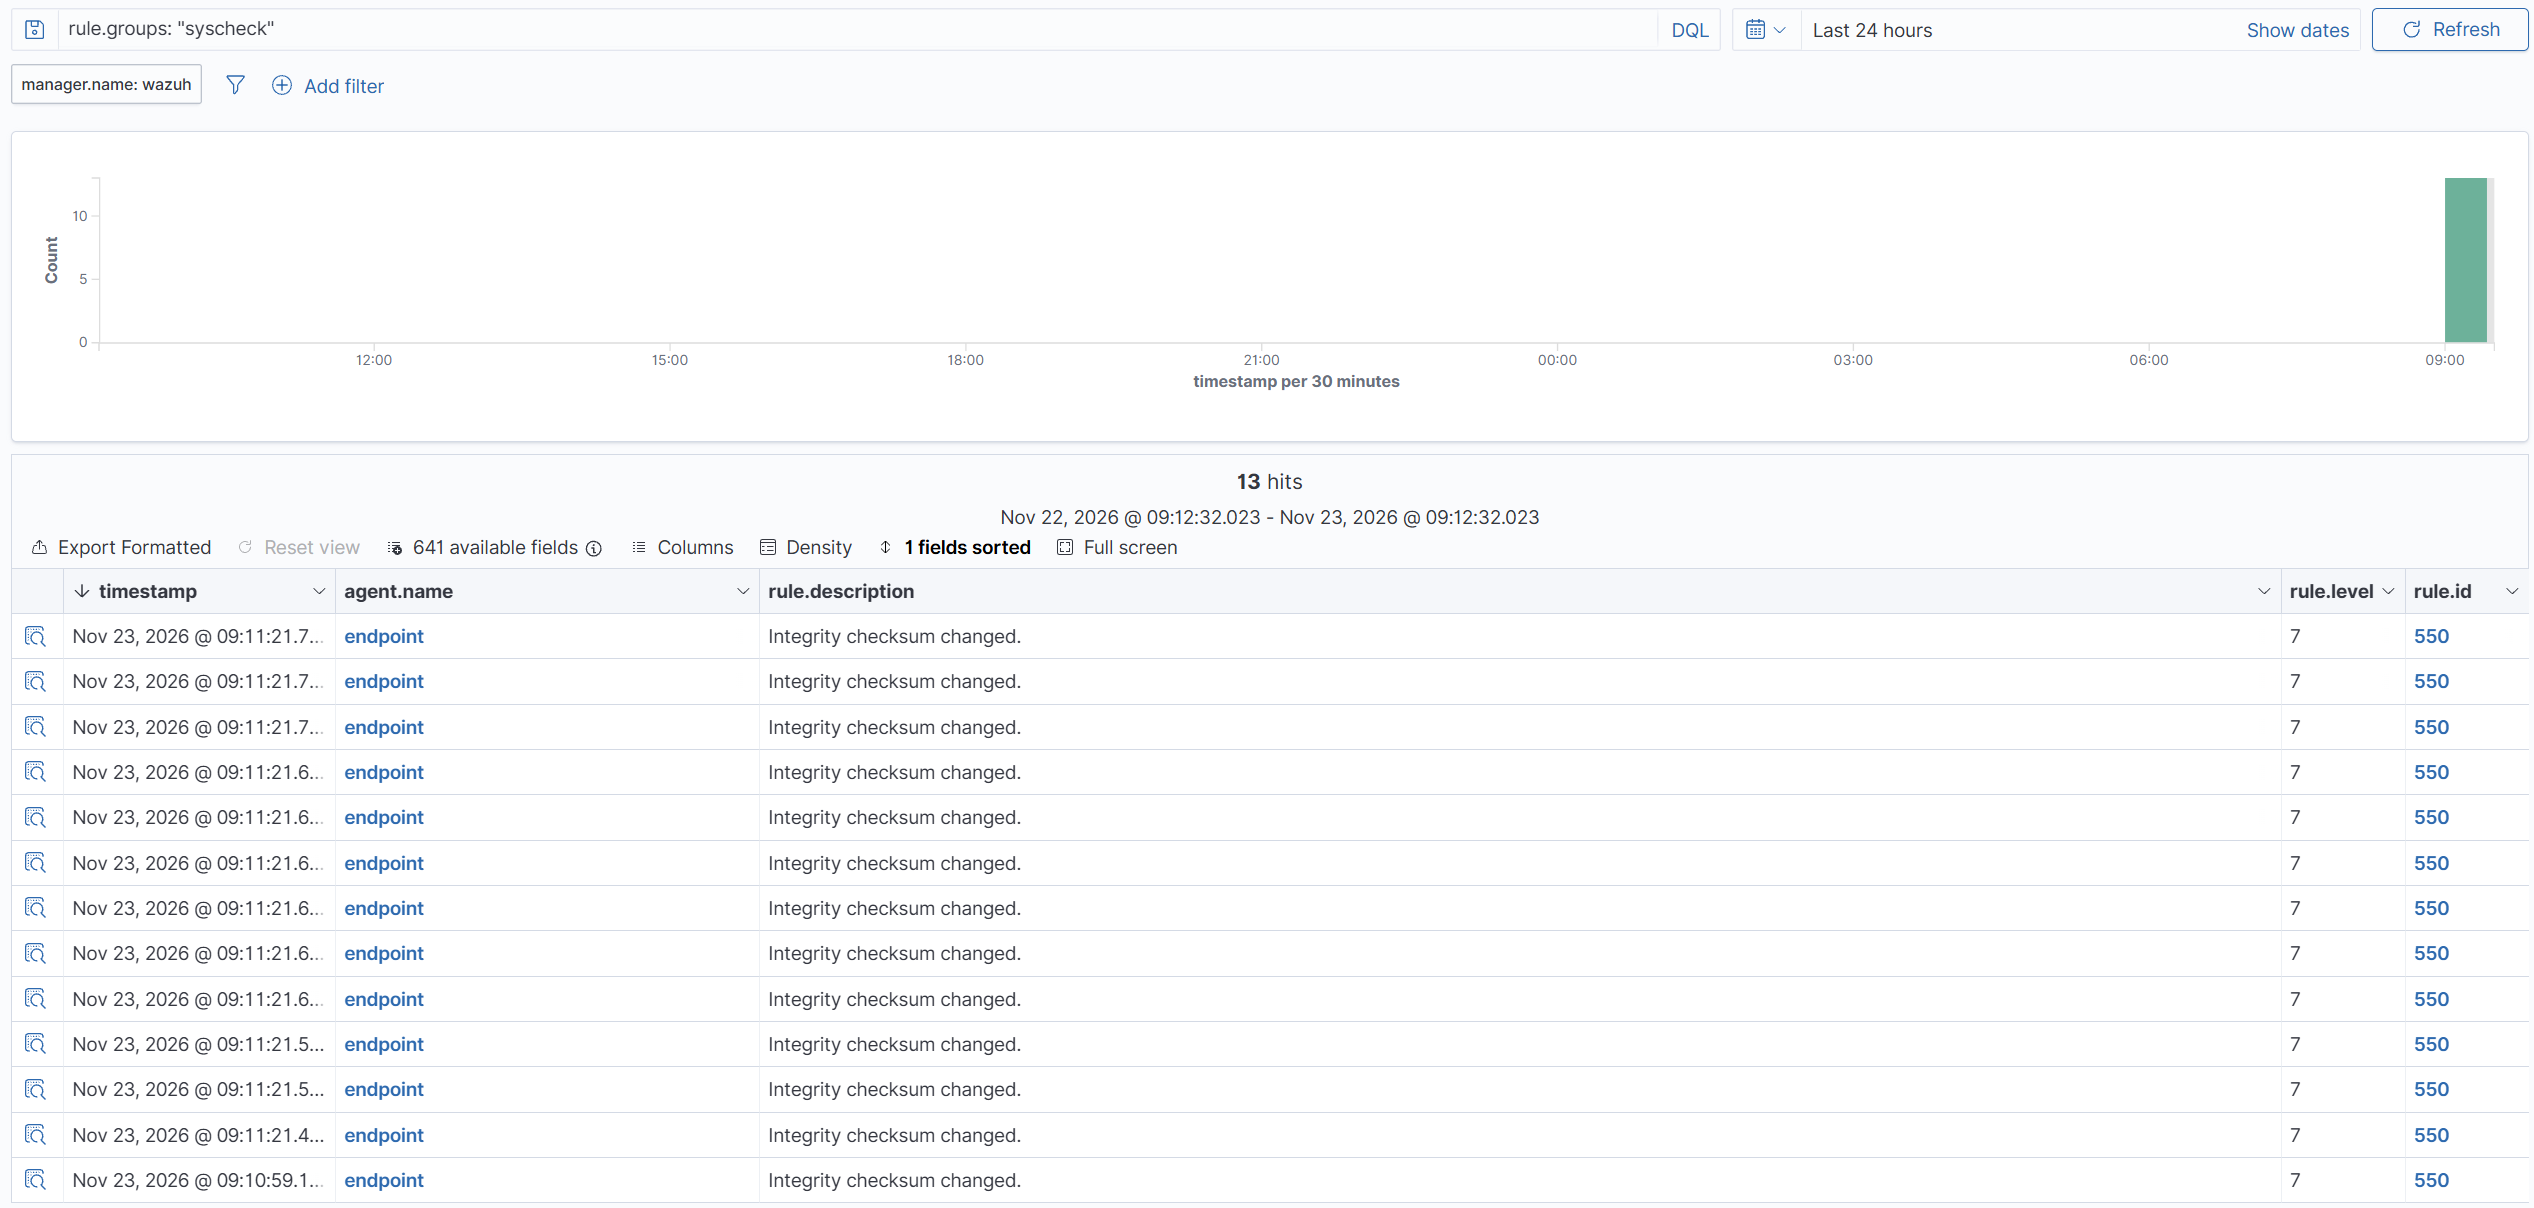 rule.groups: "syscheck" DQL Last 24 hours Show dates Refresh
manager.name: wazuh Add filter
Count
10
5
0
12:00 15:00 18:00 21:00 00:00 03:00 06:00 09:00
timestamp per 30 minutes
13 hits
Nov 22, 2026 @ 09:12:32.023 - Nov 23, 2026 @ 09:12:32.023
Export Formatted Reset view 641 available fields Columns Density 1 fields sorted Full screen
timestamp agent.name rule.description rule.level rule.id
Nov 23, 2026 @ 09:11:21.7... endpoint Integrity checksum changed. 7 550
Nov 23, 2026 @ 09:11:21.7... endpoint Integrity checksum changed. 7 550
Nov 23, 2026 @ 09:11:21.7... endpoint Integrity checksum changed. 7 550
Nov 23, 2026 @ 09:11:21.6... endpoint Integrity checksum changed. 7 550
Nov 23, 2026 @ 09:11:21.6... endpoint Integrity checksum changed. 7 550
Nov 23, 2026 @ 09:11:21.6... endpoint Integrity checksum changed. 7 550
Nov 23, 2026 @ 09:11:21.6... endpoint Integrity checksum changed. 7 550
Nov 23, 2026 @ 09:11:21.6... endpoint Integrity checksum changed. 7 550
Nov 23, 2026 @ 09:11:21.6... endpoint Integrity checksum changed. 7 550
Nov 23, 2026 @ 09:11:21.5... endpoint Integrity checksum changed. 7 550
Nov 23, 2026 @ 09:11:21.5... endpoint Integrity checksum changed. 7 550
Nov 23, 2026 @ 09:11:21.4... endpoint Integrity checksum changed. 7 550
Nov 23, 2026 @ 09:10:59.1... endpoint Integrity checksum changed. 7 550